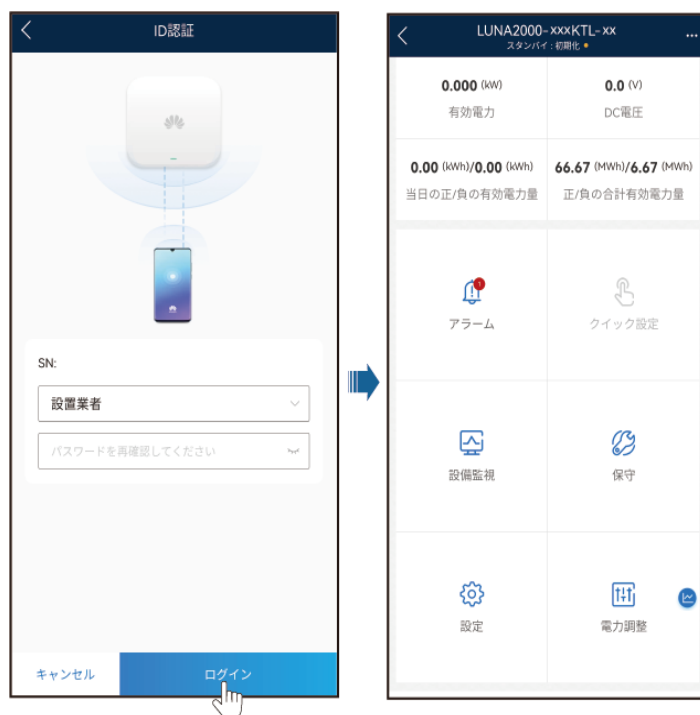 ID認証
SN:
設置業者
パスワードを再確認してください
キャンセル
ログイン
LUNA2000-xxxKTL-xx
スタンバイ : 初期化
0.000 (kW)
有効電力
0.0 (V)
DC電圧
0.00 (kWh)/0.00 (kWh)
当日の正/負の有効電力量
66.67 (MWh)/6.67 (MWh)
正/負の合計有効電力量
1
アラーム
クイック設定
設備監視
保守
設定
電力調整